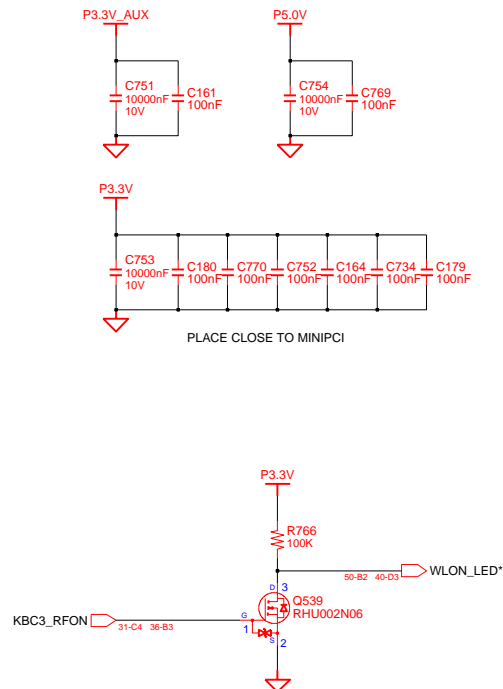 P3.3V_AUX
P5.0V
C751
10000nF
10V
C161
100nF
C754
10000nF
10V
C769
100nF
P3.3V
C753
10000nF
10V
C180
100nF
C770
100nF
C752
100nF
C164
100nF
C734
100nF
C179
100nF
PLACE CLOSE TO MINIPCI
P3.3V
R766
100K
50-B2 40-D3
WLON_LED*
D 3
Q539
RHU002N06
KBC3_RFON
31-C4 36-B3
G
1
S
2